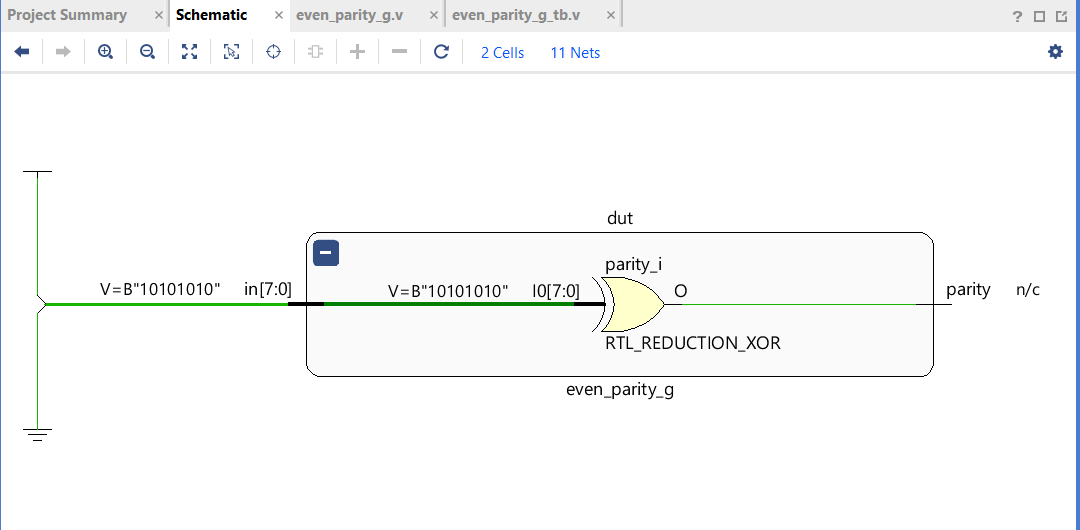 Project Summary × Schematic × even_parity_g.v × even_parity_g_tb.v × ?
2 Cells 11 Nets
dut
parity_i
V=B"10101010" in[7:0] V=B"10101010" I0[7:0] O parity n/c
RTL_REDUCTION_XOR
even_parity_g